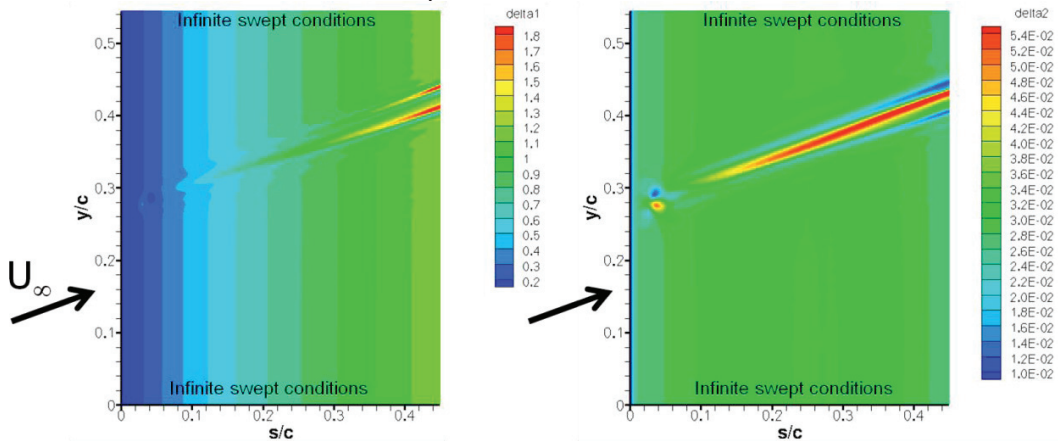 Infinite swept conditions
delta1
0.5
0.4
0.3
0.2
0.1
0
y/c
U∞
Infinite swept conditions
0
0.1
0.2
0.3
0.4
s/c
1.8
1.7
1.6
1.5
1.4
1.3
1.2
1.1
1
0.9
0.8
0.7
0.6
0.5
0.4
0.3
0.2
Infinite swept conditions
delta2
0.5
0.4
0.3
0.2
0.1
0
y/c
Infinite swept conditions
0
0.1
0.2
0.3
0.4
s/c
5.4E-02
5.2E-02
5.0E-02
4.8E-02
4.6E-02
4.4E-02
4.2E-02
4.0E-02
3.8E-02
3.6E-02
3.4E-02
3.2E-02
3.0E-02
2.8E-02
2.6E-02
2.4E-02
2.2E-02
2.0E-02
1.8E-02
1.6E-02
1.4E-02
1.2E-02
1.0E-02